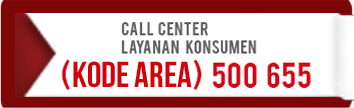 CALL CENTER
LAYANAN KONSUMEN
(KODE AREA) 500 655